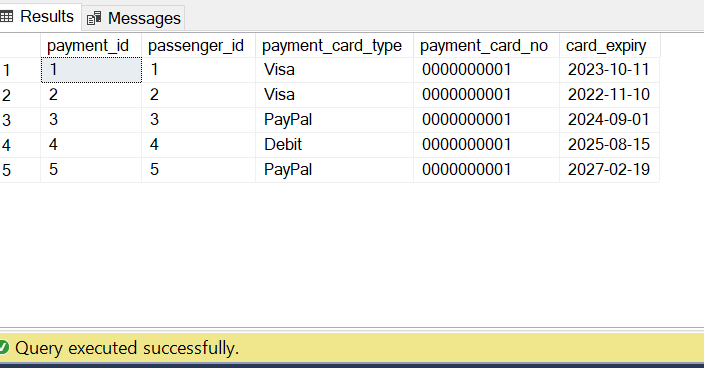 Results Messages
payment_id passenger_id payment_card_type payment_card_no card_expiry
1 1 1 Visa 0000000001 2023-10-11
2 2 2 Visa 0000000001 2022-11-10
3 3 3 PayPal 0000000001 2024-09-01
4 4 4 Debit 0000000001 2025-08-15
5 5 5 PayPal 0000000001 2027-02-19
Query executed successfully.